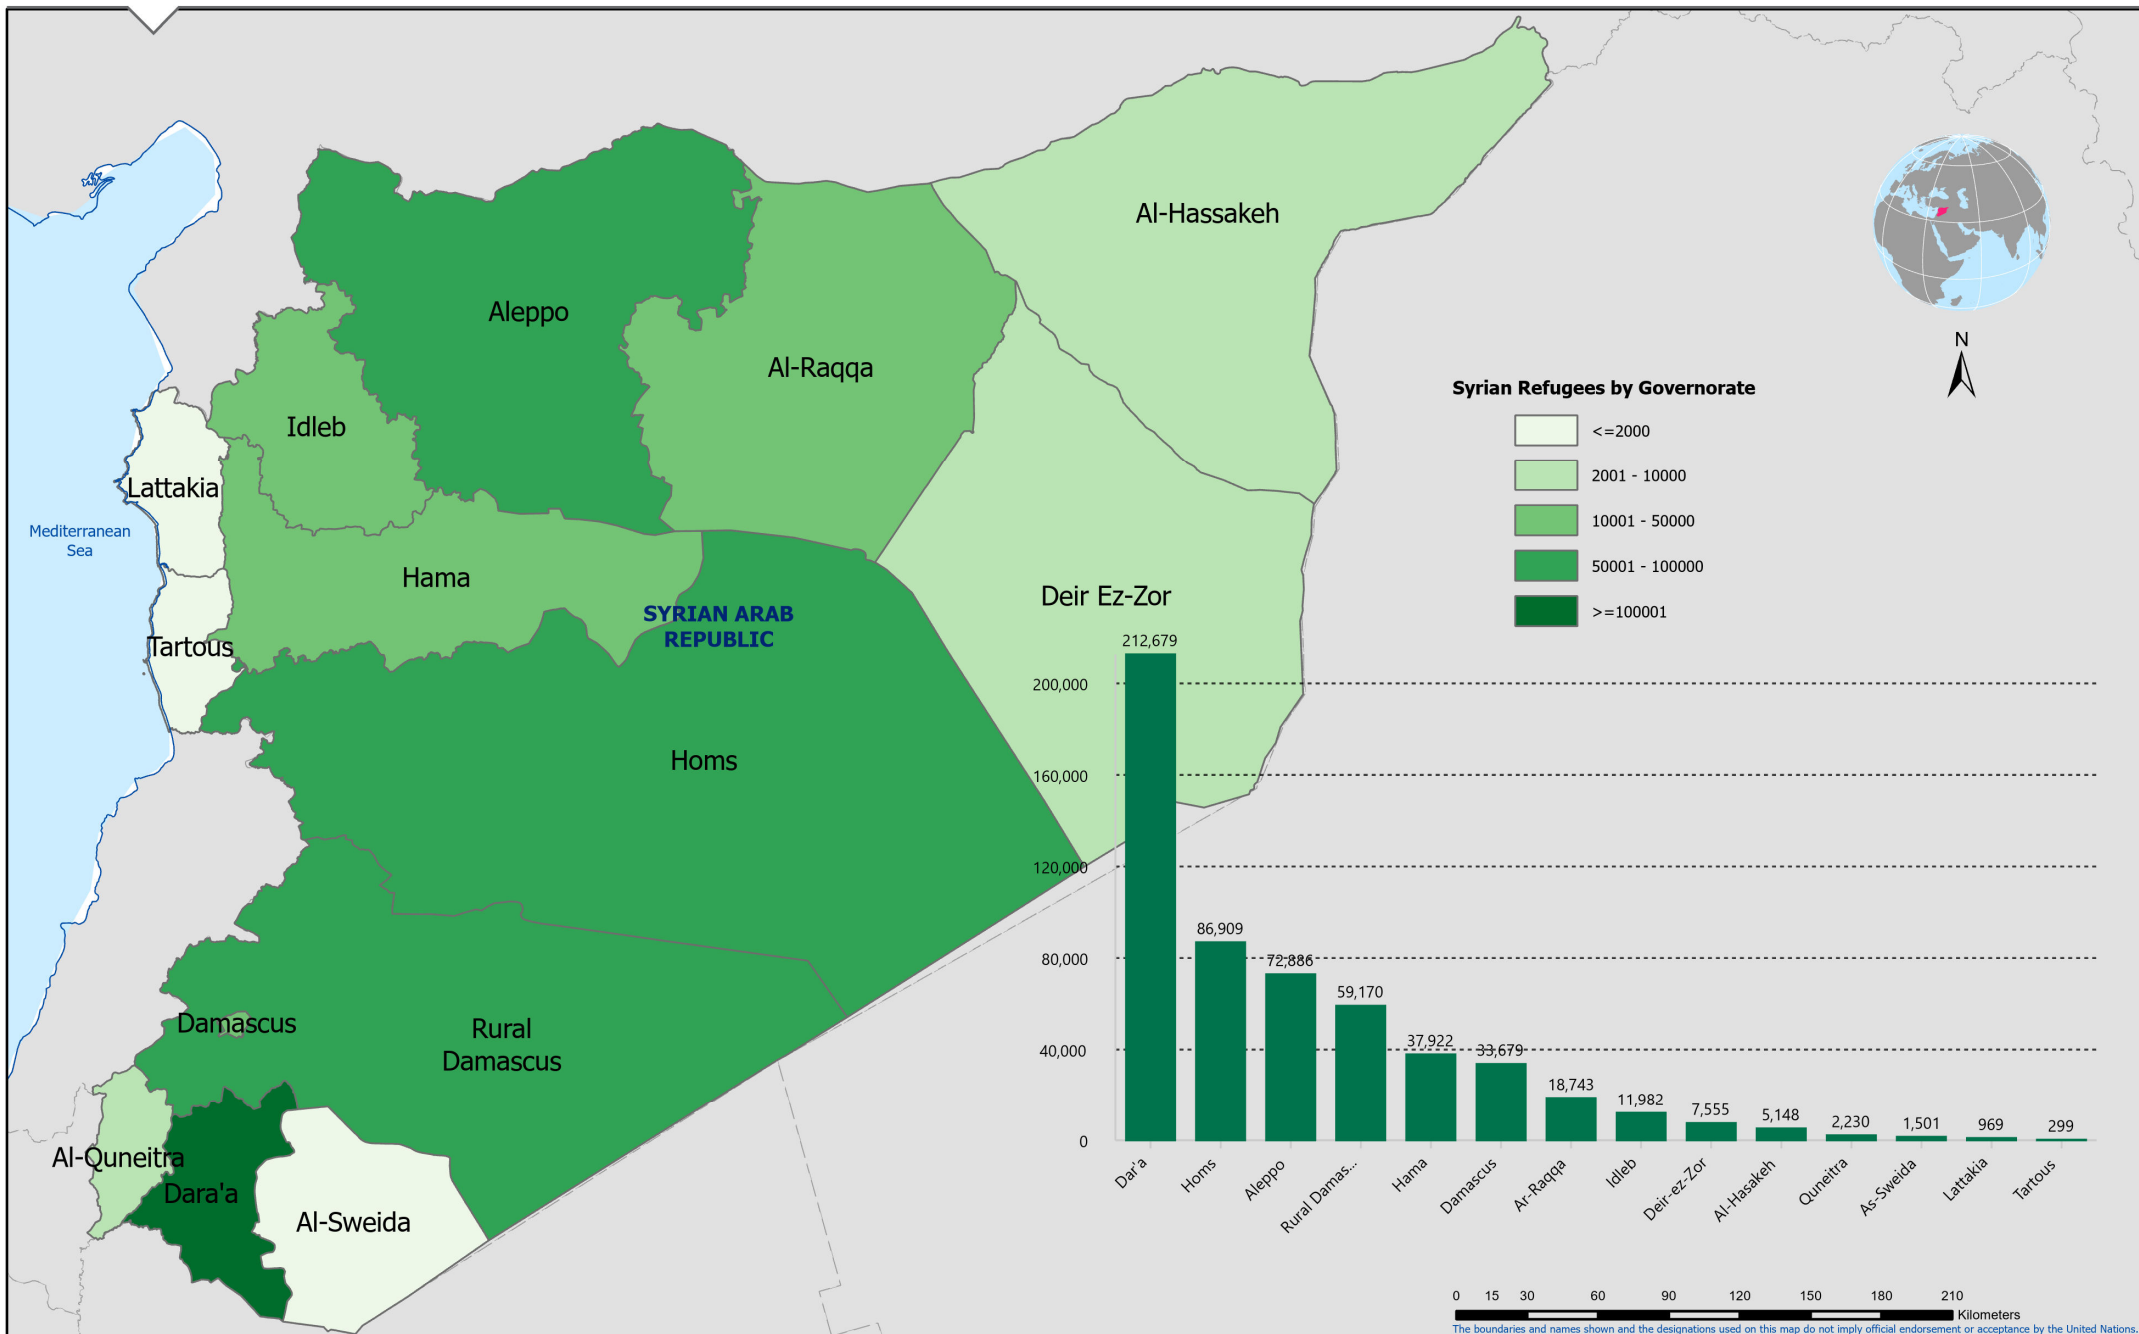 Al-Hassakeh
Aleppo
N
Al-Raqqa
Syrian Refugees by Governorate
Idleb
<=2000
2001 - 10000
Lattakia
10001 - 50000
Mediterranean
Sea
50001 - 100000
Hama
Deir Ez-Zor
>=100001
SYRIAN ARAB
REPUBLIC
Tartous
Homs
Damascus
Rural
Damascus
Al-Quneitra
Dara'a
Al-Sweida
200,000
160,000
120,000
80,000
40,000
0
212,679
86,909
72,886
59,170
37,922
33,679
18,743
11,982
7,555
5,148
2,230
1,501
969
299
Dar'a
Homs
Aleppo
Rural Damas...
Hama
Damascus
Ar-Raqqa
Idleb
Deir-ez-Zor
Al-Hasakeh
Quneitra
As-Sweida
Lattakia
Tartous
0 15 30 60 90 120 150 180 210
Kilometers
The boundaries and names shown and the designations used on this map do not imply official endorsement or acceptance by the United Nations.